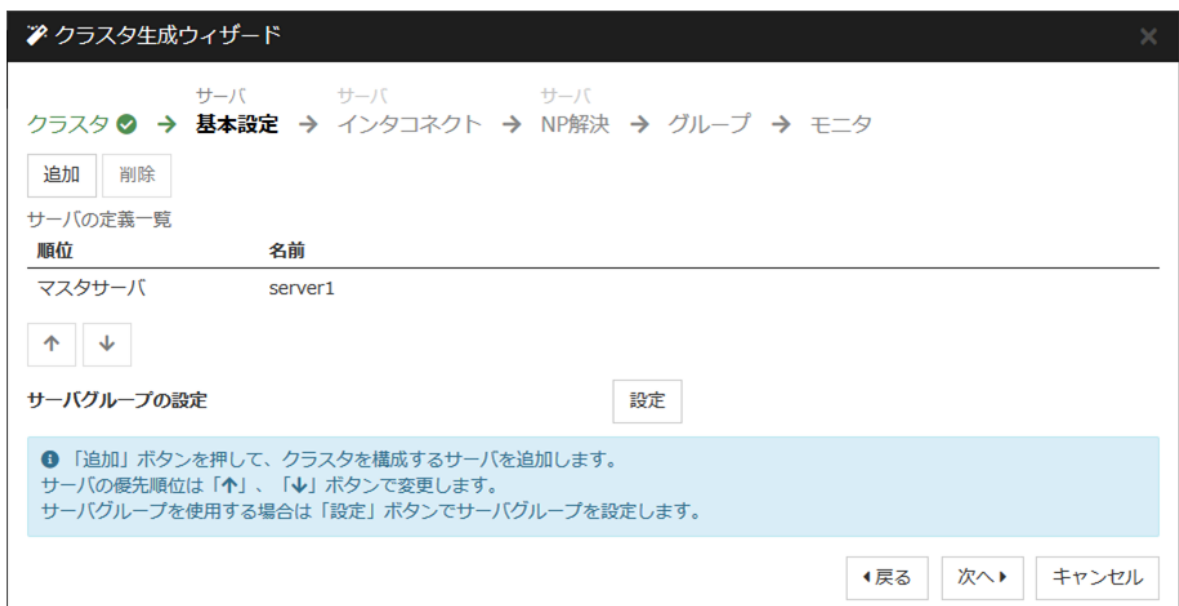 クラスタ生成ウィザード
サーバ サーバ サーバ
クラスタ → 基本設定 → インタコネクト → NP解決 → グループ → モニタ
追加 削除
サーバの定義一覧
順位 名前
マスタサーバ server1
↑ ↓
サーバグループの設定 設定
「追加」ボタンを押して、クラスタを構成するサーバを追加します。
サーバの優先順位は「↑」、「↓」ボタンで変更します。
サーバグループを使用する場合は「設定」ボタンでサーバグループを設定します。
戻る 次へ キャンセル